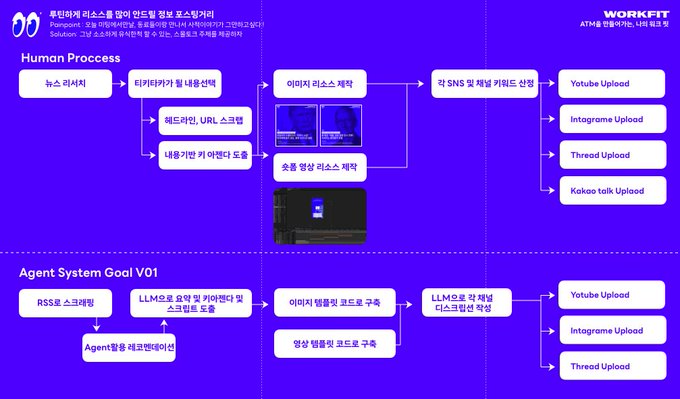 루틴하게 리소스를 많이 안드릴 정보 포스팅거리
Painpoint : 오늘 미팅에서만날, 동료들이랑 만나서 사적이야기가 그만하고싶다!
Solution: 그냥 소소하게 유식한척 할 수 있는, 스몰토크 주제를 제공하자
WORKFIT
ATM을 만들어가는, 나의 워크 핏
Human Proccess
뉴스 리서치
티키타카가 될 내용선택
헤드라인, URL 스크랩
내용기반 키 아젠다 도출
이미지 리소스 제작
숏폼 영상 리소스 제작
각 SNS 및 채널 키워드 산정
Yotube Upload
Intagrame Upload
Thread Upload
Kakao talk Uplaod
Agent System Goal V01
RSS로 스크래핑
Agent활용 레코멘데이션
LLM으로 요약 및 키아젠다 및
스크립트 도출
이미지 템플릿 코드로 구축
영상 템플릿 코드로 구축
LLM으로 각 채널
디스크립션 작성
Yotube Upload
Intagrame Upload
Thread Upload